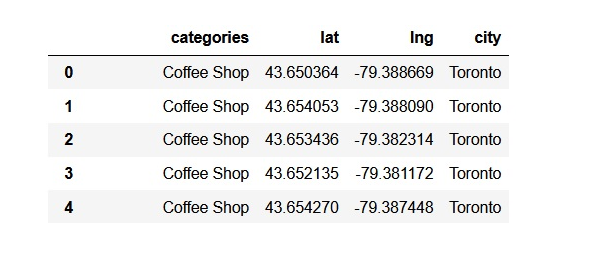 categories lat lng city
0 Coffee Shop 43.650364 -79.388669 Toronto
1 Coffee Shop 43.654053 -79.388090 Toronto
2 Coffee Shop 43.653436 -79.382314 Toronto
3 Coffee Shop 43.652135 -79.381172 Toronto
4 Coffee Shop 43.654270 -79.387448 Toronto